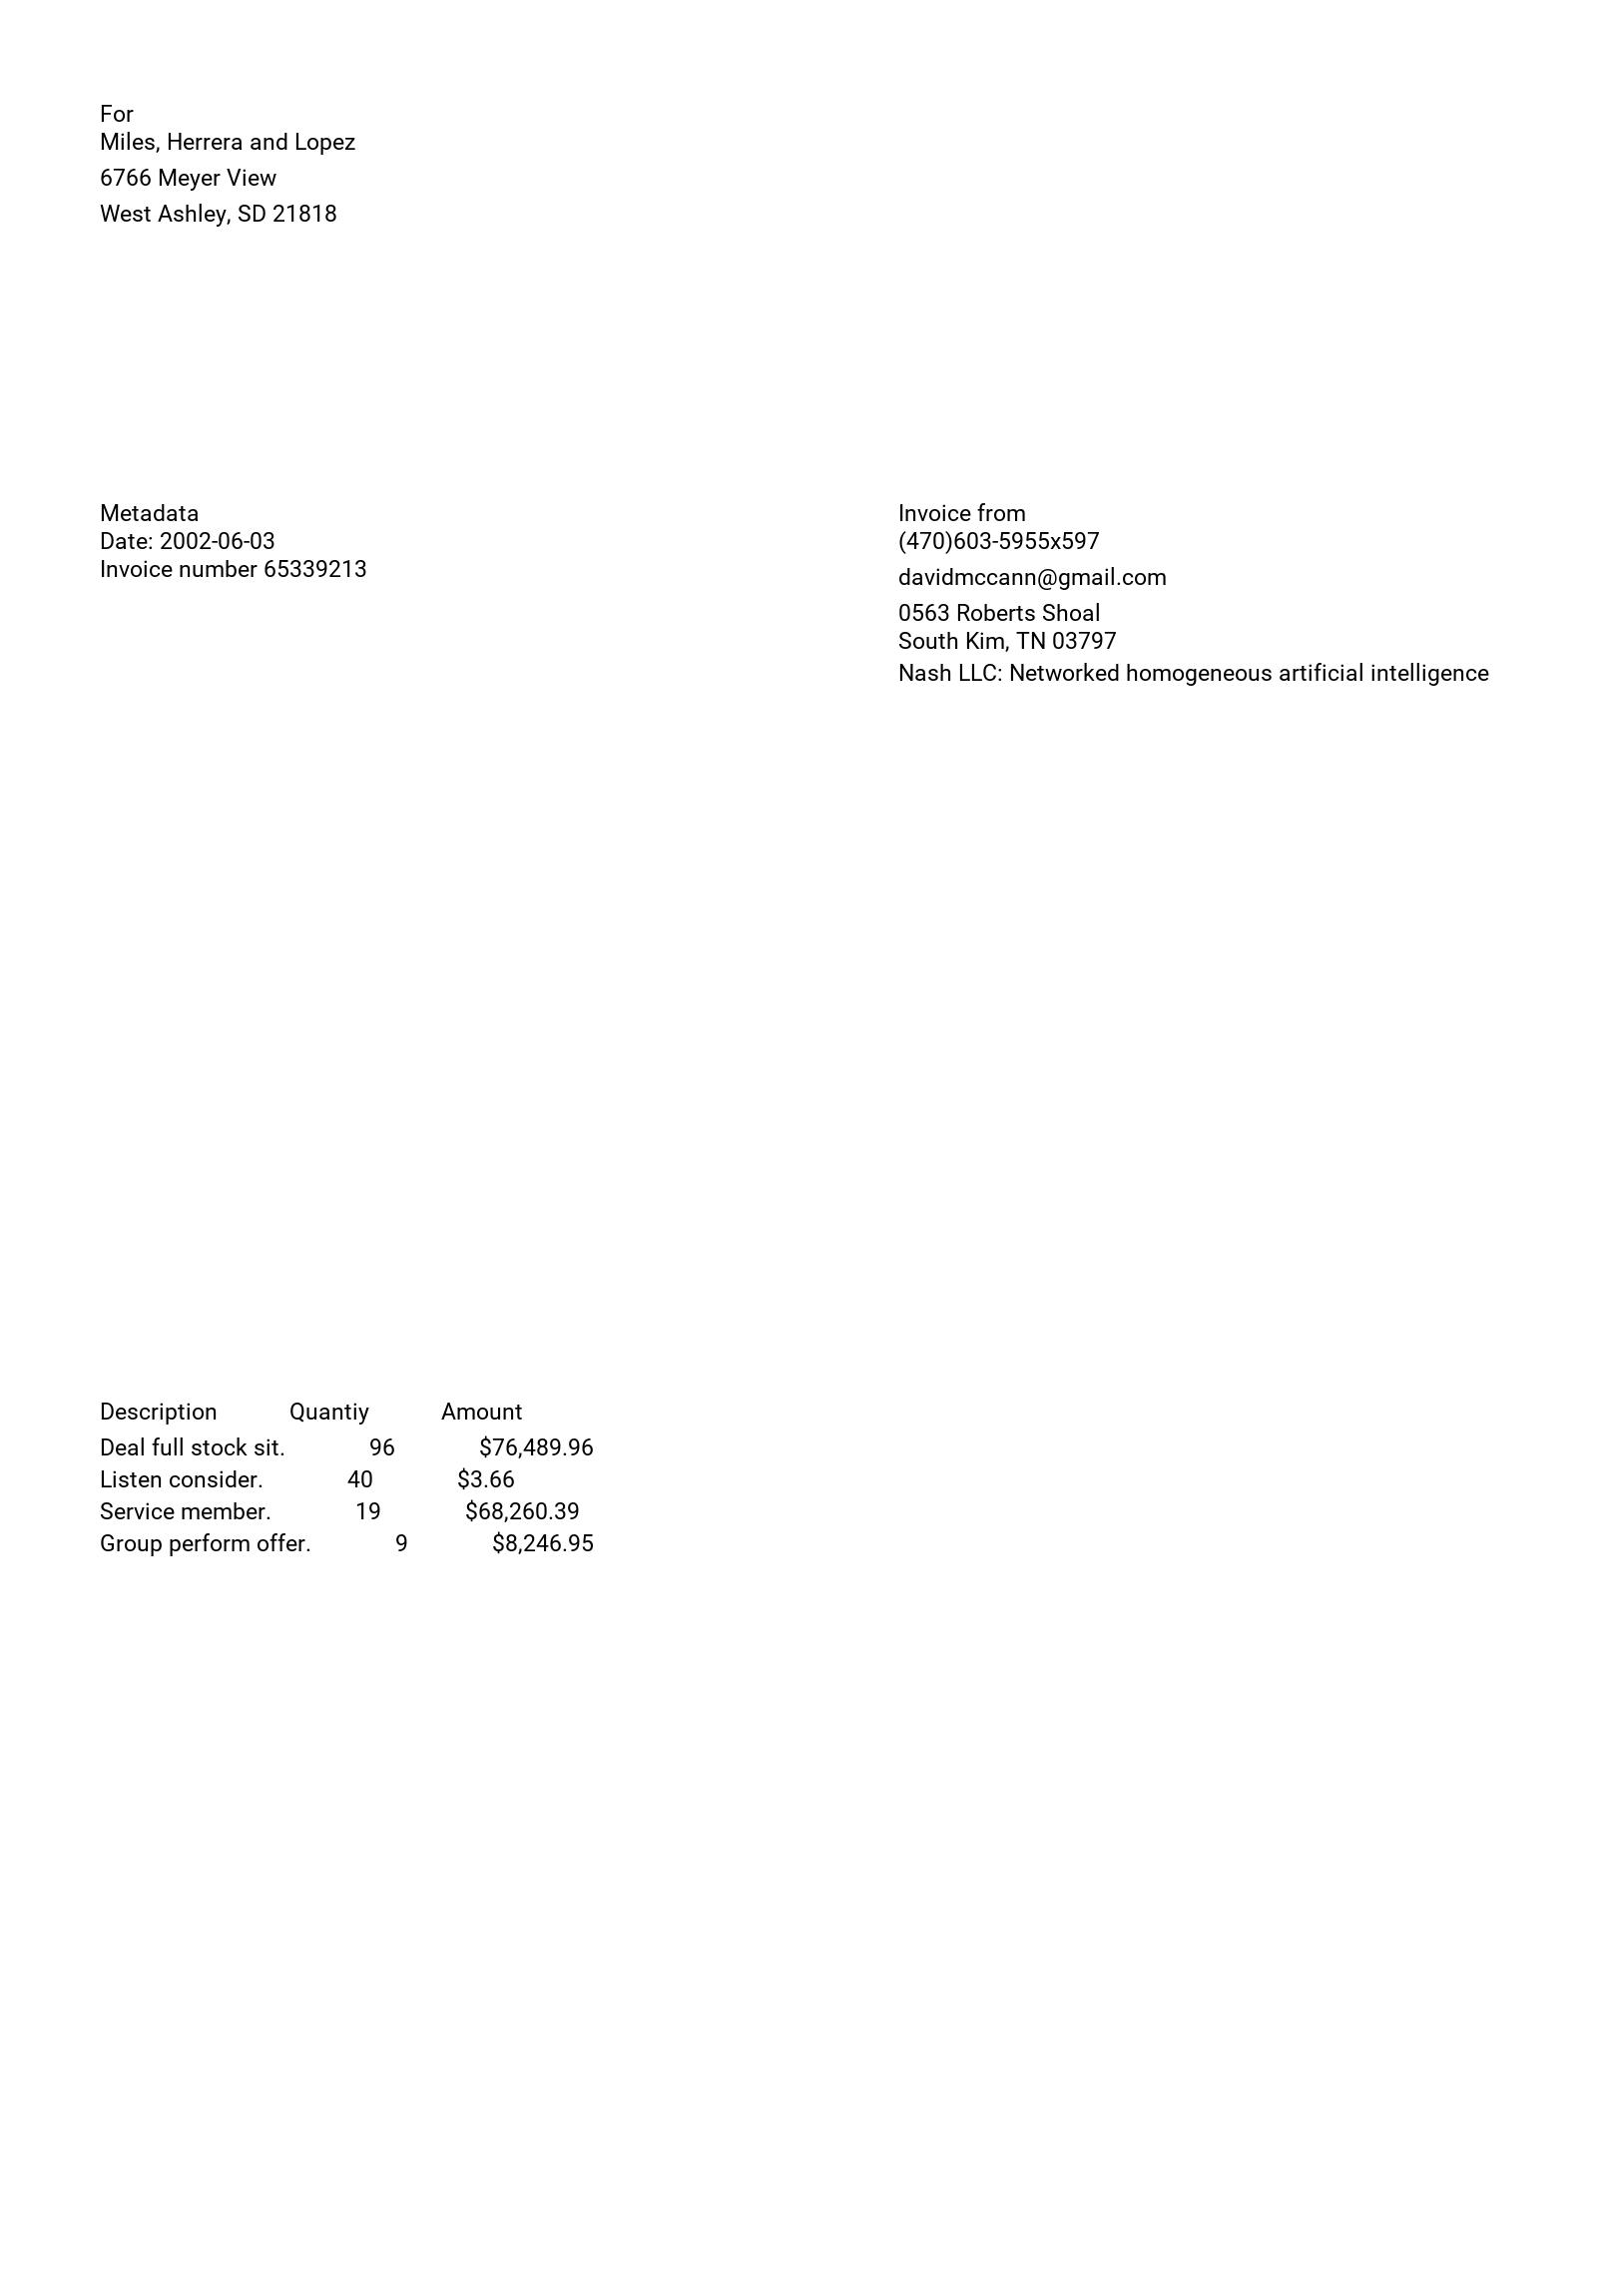 For
Miles, Herrera and Lopez
6766 Meyer View
West Ashley, SD 21818
Metadata
Date: 2002-06-03
Invoice number 65339213
Invoice from
(470)603-5955x597
davidmccann@gmail.com
0563 Roberts Shoal
South Kim, TN 03797
Nash LLC: Networked homogeneous artificial intelligence
Description Quantiy Amount
Deal full stock sit. 96 $76,489.96
Listen consider. 40 $3.66
Service member. 19 $68,260.39
Group perform offer. 9 $8,246.95